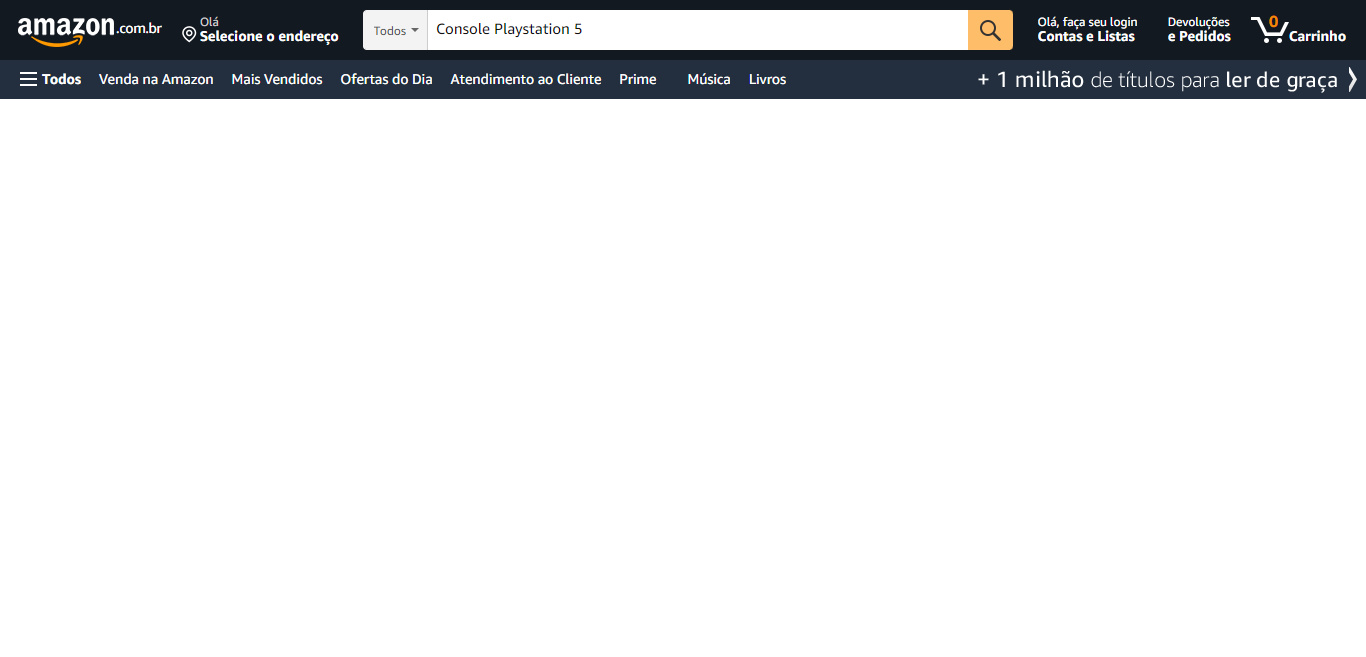 amazon.com.br
Olá
Selecione o endereço
Todos
Console Playstation 5
Olá, faça seu login
Contas e Listas
Devoluções
e Pedidos
0
Carrinho
Todos
Venda na Amazon
Mais Vendidos
Ofertas do Dia
Atendimento ao Cliente
Prime
Música
Livros
+ 1 milhão de títulos para ler de graça